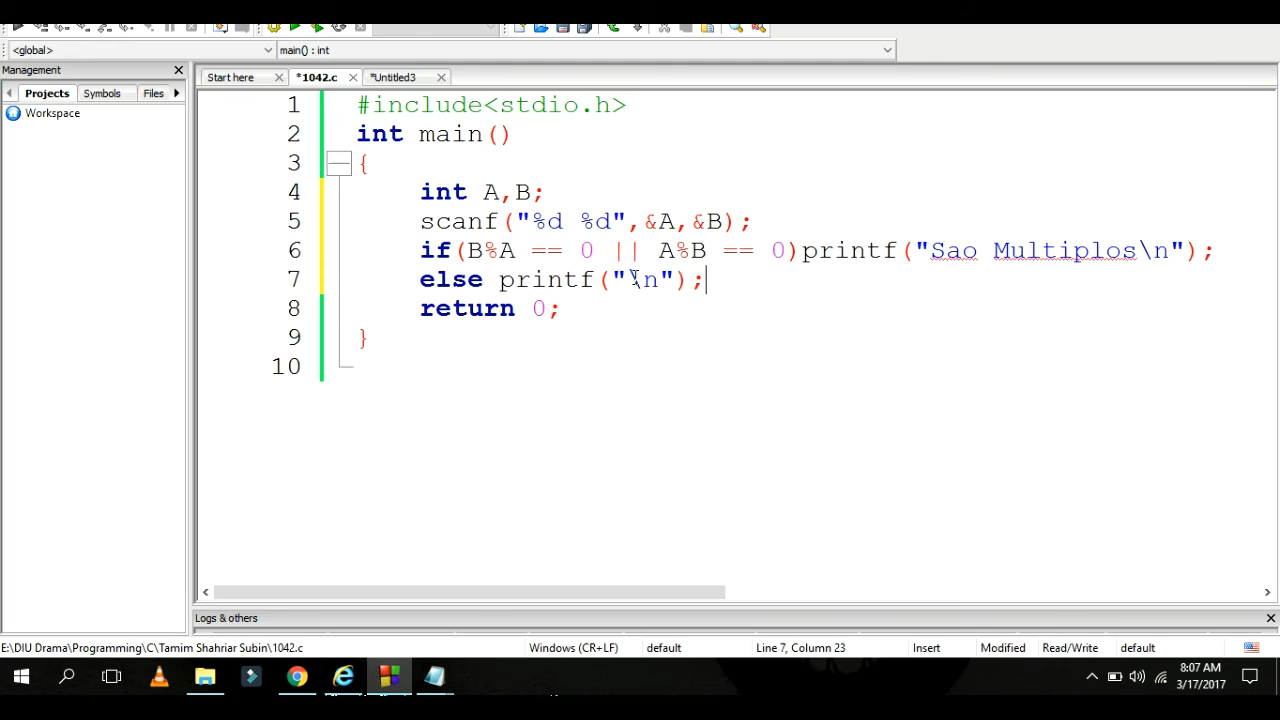 <global>
main() : int
Management
Start here
*1042.c
*Untitled3
Projects
Symbols
Files
Workspace
1 #include<stdio.h>
2 int main()
3 {
4 int A,B;
5 scanf("%d %d",&A,&B);
6 if(B%A == 0 || A%B == 0)printf("Sao Multiplos\n");
7 else printf("\n");
8 return 0;
9 }
10
Logs & others
E:\DIU Drama\Programming\C\Tamim Shahriar Subin\1042.c
Windows (CR+LF)
default
Line 7, Column 23
Insert
Modified
Read/Write
default
8:07 AM
3/17/2017